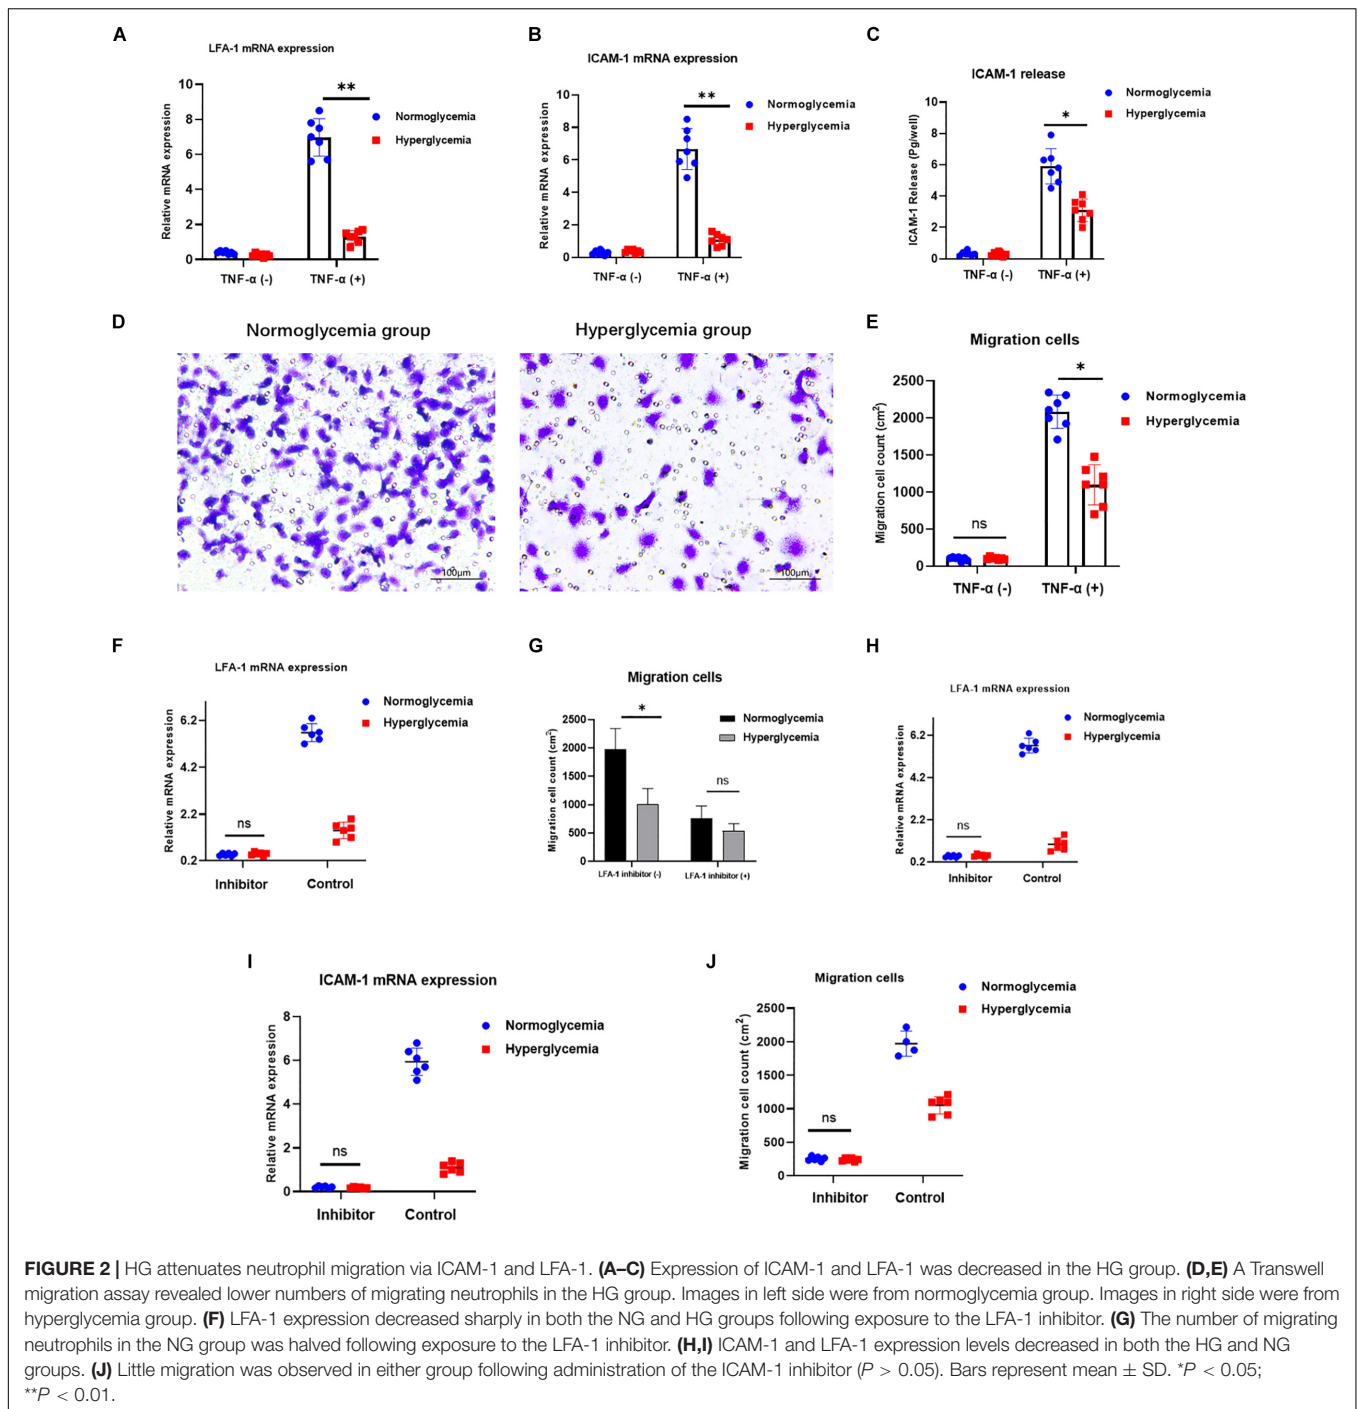 A
LFA-1 mRNA expression
Relative mRNA expression
10
8
6
4
2
0
**
Normoglycemia
Hyperglycemia
TNF-α (-)
TNF-α (+)
B
ICAM-1 mRNA expression
Relative mRNA expression
10
8
6
4
2
0
**
Normoglycemia
Hyperglycemia
TNF-α (-)
TNF-α (+)
C
ICAM-1 release
ICAM-1 Release (Pg/well)
10
8
6
4
2
0
*
Normoglycemia
Hyperglycemia
TNF-α (-)
TNF-α (+)
D
Normoglycemia group
Hyperglycemia group
100μm
100μm
E
Migration cells
Migration cell count (cm²)
2500
2000
1500
1000
500
0
ns
*
Normoglycemia
Hyperglycemia
TNF-α (-)
TNF-α (+)
F
LFA-1 mRNA expression
Relative mRNA expression
6.2
4.2
2.2
0.2
ns
Normoglycemia
Hyperglycemia
Inhibitor
Control
G
Migration cells
Migration cell count (cm²)
2500
2000
1500
1000
500
0
*
ns
Normoglycemia
Hyperglycemia
LFA-1 inhibitor (-)
LFA-1 inhibitor (+)
H
LFA-1 mRNA expression
Relative mRNA expression
6.2
4.2
2.2
0.2
ns
Normoglycemia
Hyperglycemia
Inhibitor
Control
I
ICAM-1 mRNA expression
Relative mRNA expression
8
6
4
2
0
ns
Normoglycemia
Hyperglycemia
Inhibitor
Control
J
Migration cells
Migration cell count (cm²)
2500
2000
1500
1000
500
0
ns
Normoglycemia
Hyperglycemia
Inhibitor
Control
FIGURE 2 | HG attenuates neutrophil migration via ICAM-1 and LFA-1. (A–C) Expression of ICAM-1 and LFA-1 was decreased in the HG group. (D,E) A Transwell
migration assay revealed lower numbers of migrating neutrophils in the HG group. Images in left side were from normoglycemia group. Images in right side were from
hyperglycemia group. (F) LFA-1 expression decreased sharply in both the NG and HG groups following exposure to the LFA-1 inhibitor. (G) The number of migrating
neutrophils in the NG group was halved following exposure to the LFA-1 inhibitor. (H,I) ICAM-1 and LFA-1 expression levels decreased in both the HG and NG
groups. (J) Little migration was observed in either group following administration of the ICAM-1 inhibitor (P > 0.05). Bars represent mean ± SD. *P < 0.05;
**P < 0.01.